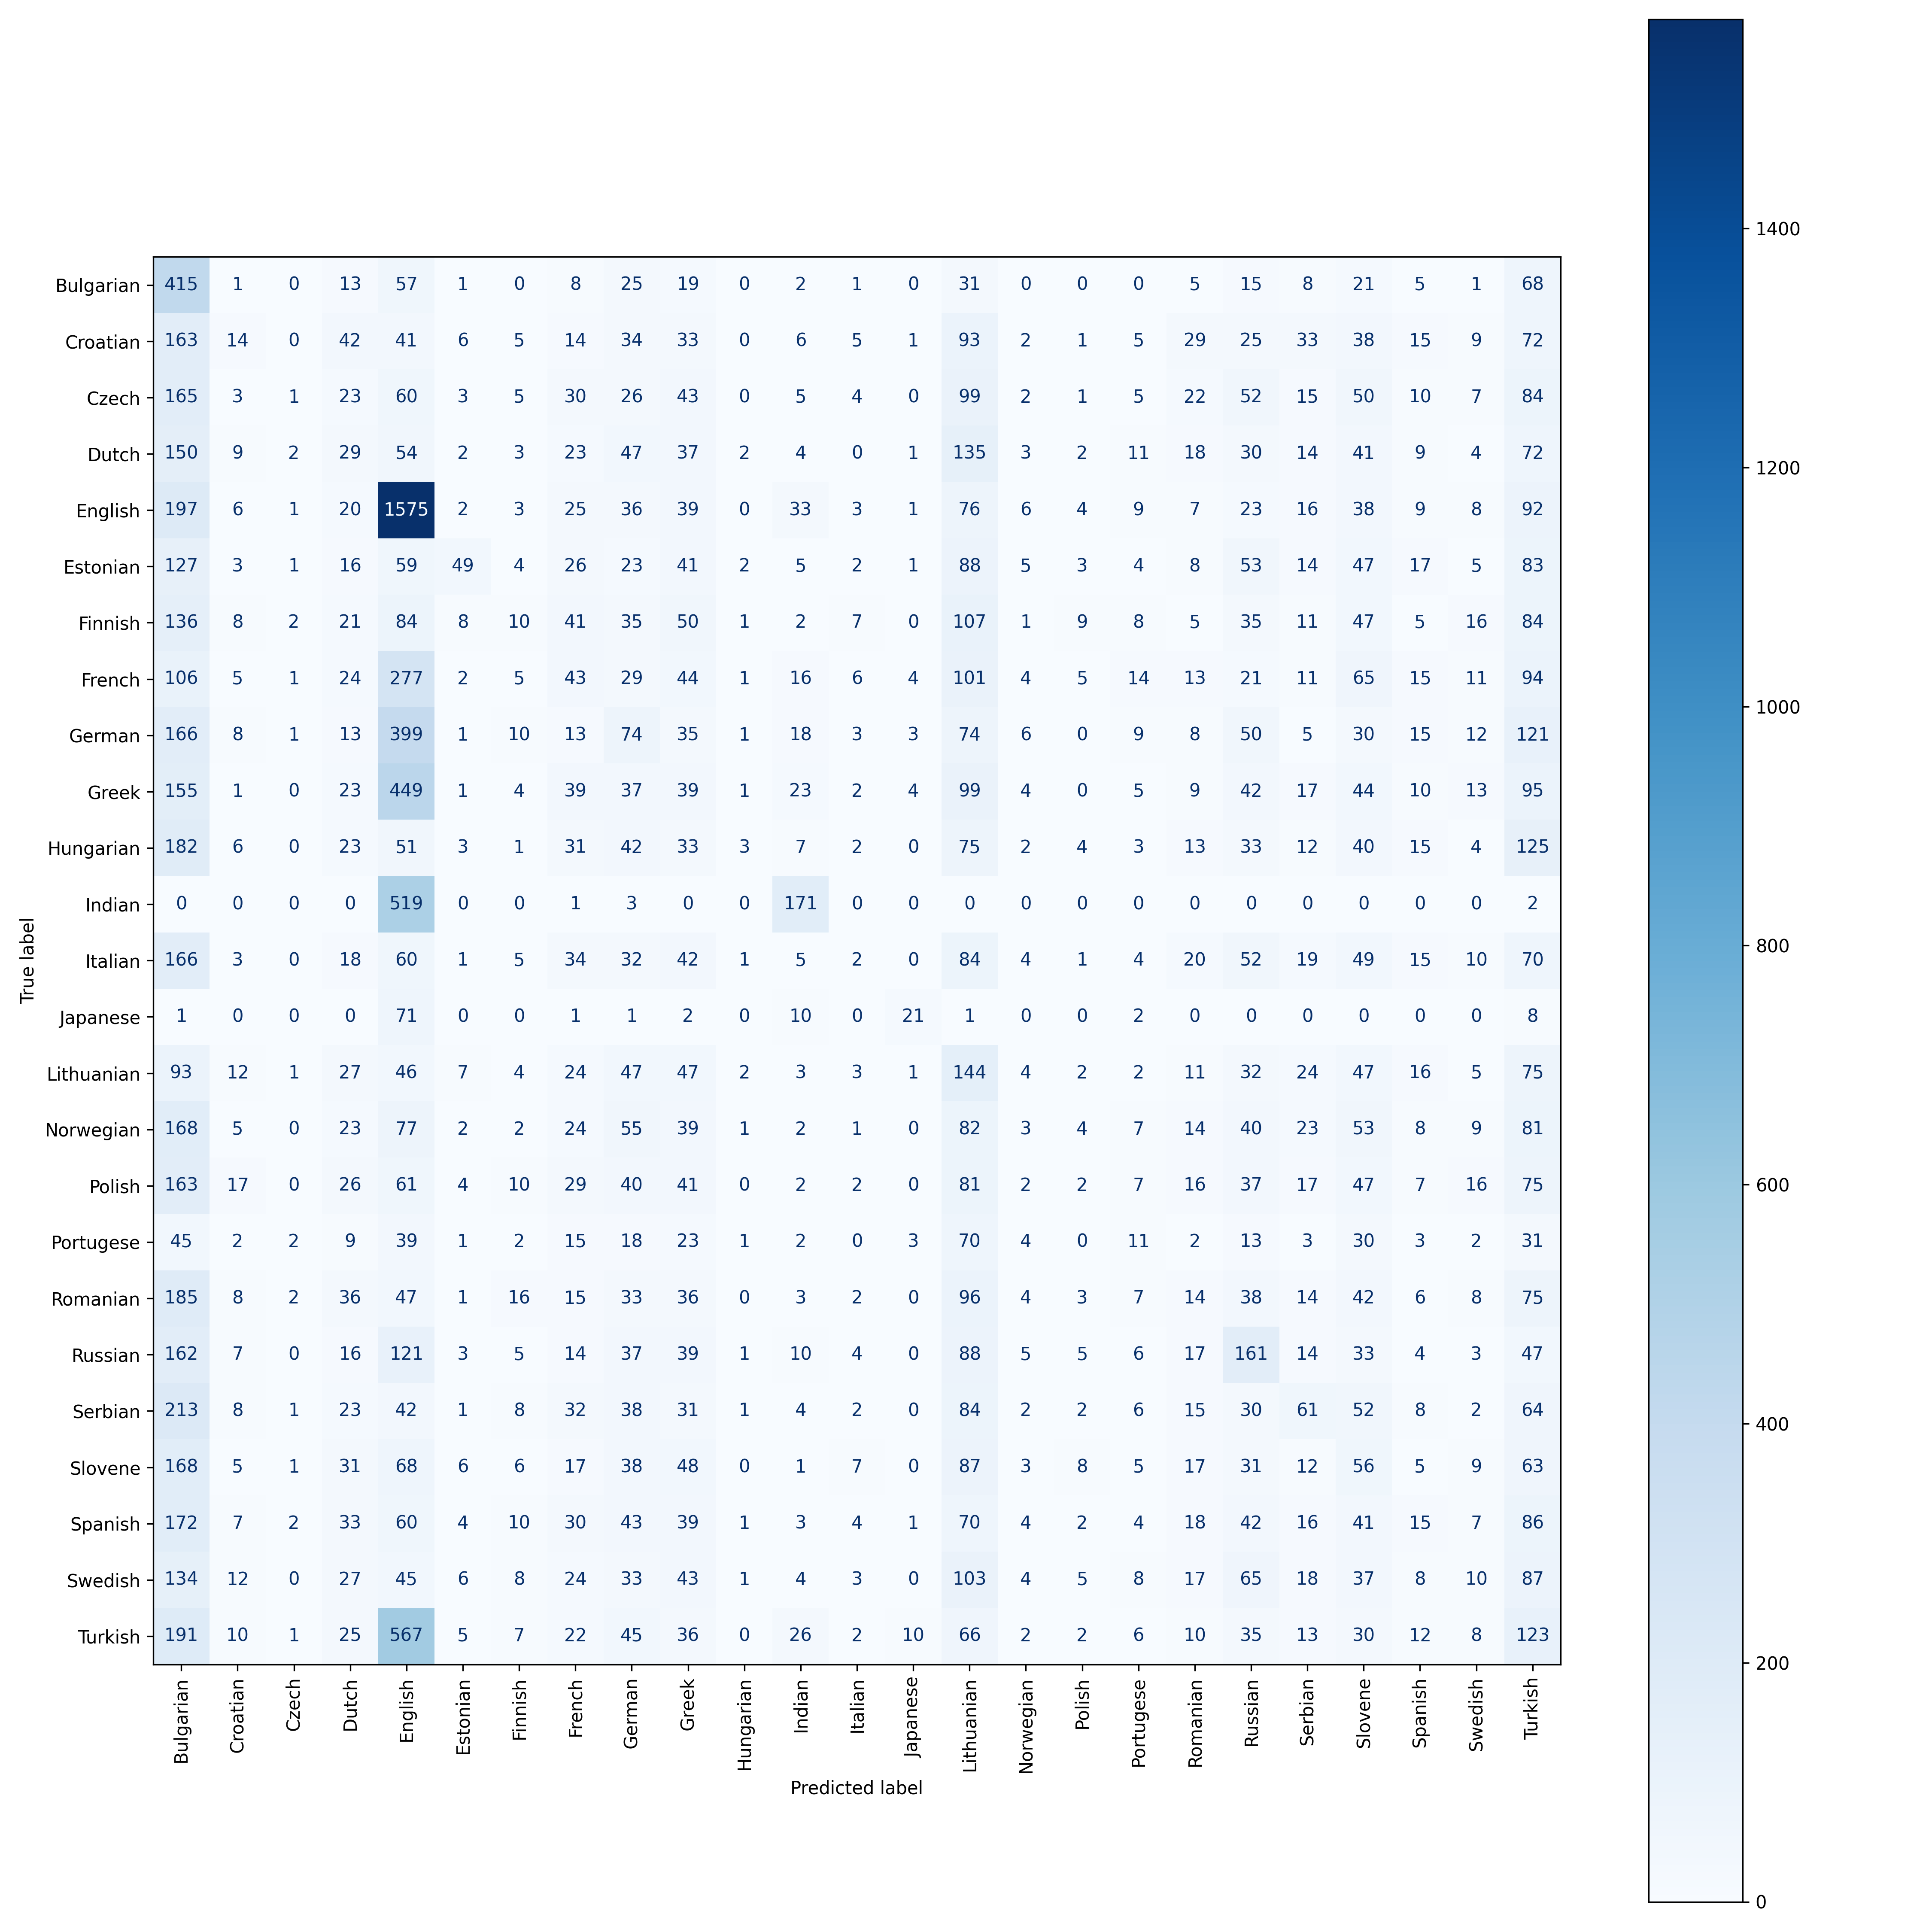 Bulgarian 415 1 0 13 57 1 0 8 25 19 0 2 1 0 31 0 0 0 5 15 8 21 5 1 68
Croatian 163 14 0 42 41 6 5 14 34 33 0 6 5 1 93 2 1 5 29 25 33 38 15 9 72
Czech 165 3 1 23 60 3 5 30 26 43 0 5 4 0 99 2 1 5 22 52 15 50 10 7 84
Dutch 150 9 2 29 54 2 3 23 47 37 2 4 0 1 135 3 2 11 18 30 14 41 9 4 72
English 197 6 1 20 1575 2 3 25 36 39 0 33 3 1 76 6 4 9 7 23 16 38 9 8 92
Estonian 127 3 1 16 59 49 4 26 23 41 2 5 2 1 88 5 3 4 8 53 14 47 17 5 83
Finnish 136 8 2 21 84 8 10 41 35 50 1 2 7 0 107 1 9 8 5 35 11 47 5 16 84
French 106 5 1 24 277 2 5 43 29 44 1 16 6 4 101 4 5 14 13 21 11 65 15 11 94
German 166 8 1 13 399 1 10 13 74 35 1 18 3 3 74 6 0 9 8 50 5 30 15 12 121
Greek 155 1 0 23 449 1 4 39 37 39 1 23 2 4 99 4 0 5 9 42 17 44 10 13 95
Hungarian 182 6 0 23 51 3 1 31 42 33 3 7 2 0 75 2 4 3 13 33 12 40 15 4 125
Indian 0 0 0 0 519 0 0 1 3 0 0 171 0 0 0 0 0 0 0 0 0 0 0 0 2
Italian 166 3 0 18 60 1 5 34 32 42 1 5 2 0 84 4 1 4 20 52 19 49 15 10 70
Japanese 1 0 0 0 71 0 0 1 1 2 0 10 0 21 1 0 0 2 0 0 0 0 0 0 8
Lithuanian 93 12 1 27 46 7 4 24 47 47 2 3 3 1 144 4 2 2 11 32 24 47 16 5 75
Norwegian 168 5 0 23 77 2 2 24 55 39 1 2 1 0 82 3 4 7 14 40 23 53 8 9 81
Polish 163 17 0 26 61 4 10 29 40 41 0 2 2 0 81 2 2 7 16 37 17 47 7 16 75
Portugese 45 2 2 9 39 1 2 15 18 23 1 2 0 3 70 4 0 11 2 13 3 30 3 2 31
Romanian 185 8 2 36 47 1 16 15 33 36 0 3 2 0 96 4 3 7 14 38 14 42 6 8 75
Russian 162 7 0 16 121 3 5 14 37 39 1 10 4 0 88 5 5 6 17 161 14 33 4 3 47
Serbian 213 8 1 23 42 1 8 32 38 31 1 4 2 0 84 2 2 6 15 30 61 52 8 2 64
Slovene 168 5 1 31 68 6 6 17 38 48 0 1 7 0 87 3 8 5 17 31 12 56 5 9 63
Spanish 172 7 2 33 60 4 10 30 43 39 1 3 4 1 70 4 2 4 18 42 16 41 15 7 86
Swedish 134 12 0 27 45 6 8 24 33 43 1 4 3 0 103 4 5 8 17 65 18 37 8 10 87
Turkish 191 10 1 25 567 5 7 22 45 36 0 26 2 10 66 2 2 6 10 35 13 30 12 8 123
Bulgarian Croatian Czech Dutch English Estonian Finnish French German Greek Hungarian Indian Italian Japanese Lithuanian Norwegian Polish Portugese Romanian Russian Serbian Slovene Spanish Swedish Turkish
Predicted label
True label
1400
1200
1000
800
600
400
200
0